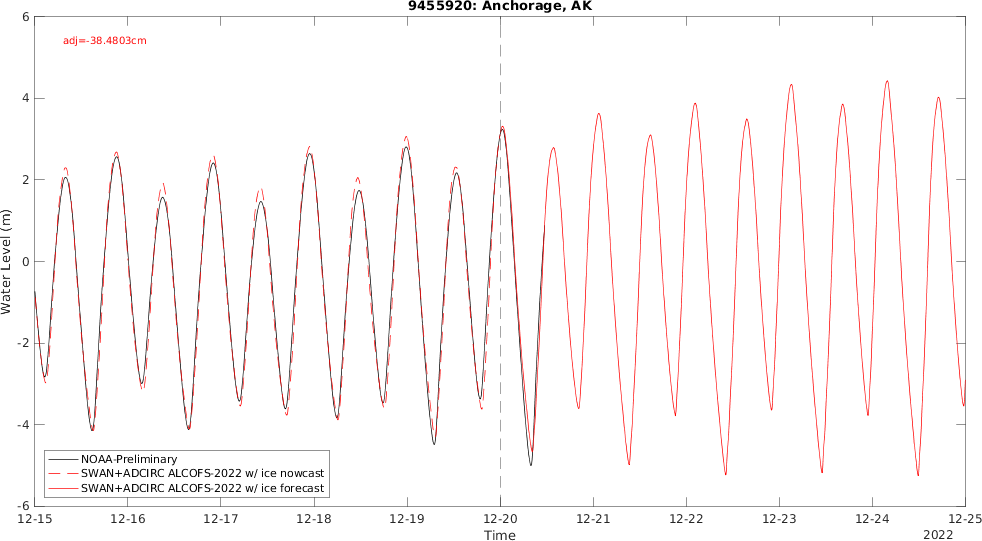 9455920: Anchorage, AK
6
adj=-38.4803cm
4
2
0
-2
-4
-6
Water Level (m)
NOAA-Preliminary
SWAN+ADCIRC ALCOFS-2022 w/ ice nowcast
SWAN+ADCIRC ALCOFS-2022 w/ ice forecast
12-15 12-16 12-17 12-18 12-19 12-20 12-21 12-22 12-23 12-24 12-25
Time
2022